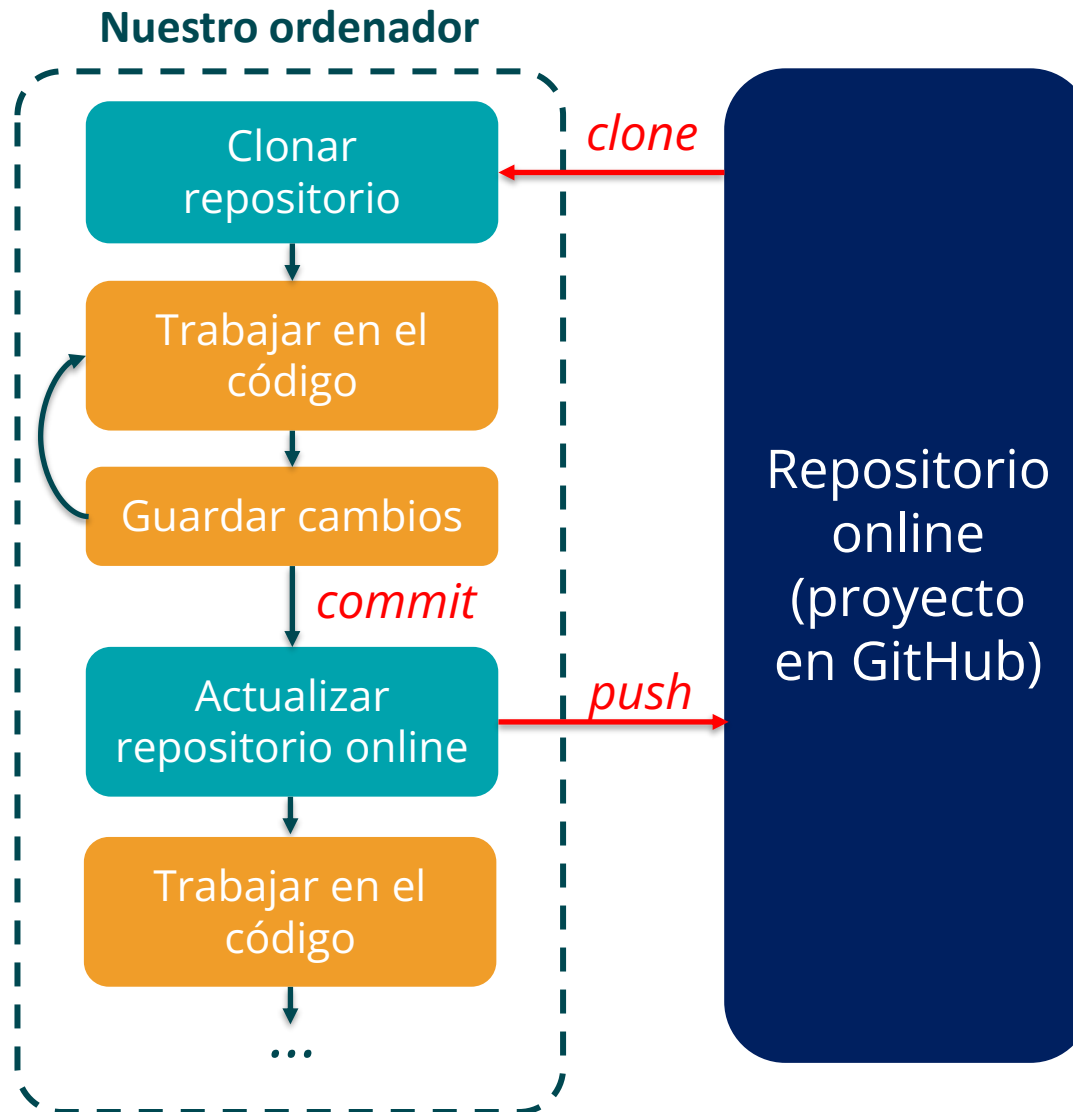 Nuestro ordenador
Clonar
repositorio
clone
Trabajar en el
código
Guardar cambios
commit
Actualizar
repositorio online
push
Trabajar en el
código
...
Repositorio
online
(proyecto
en GitHub)